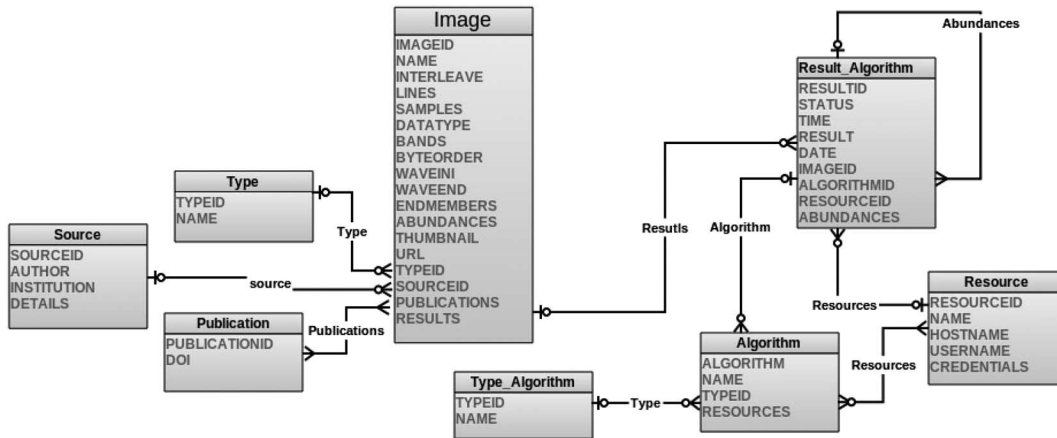 Image
IMAGEID
NAME
INTERLEAVE
LINES
SAMPLES
DATATYPE
BANDS
BYTEORDER
WAVEINI
WAVEEND
ENDMEMBERS
ABUNDANCES
THUMBNAIL
URL
TYPEID
SOURCEID
PUBLICATIONS
RESULTS
Type
TYPEID
NAME
Type
Source
SOURCEID
AUTHOR
INSTITUTION
DETAILS
source
Publication
PUBLICATIONID
DOI
Publications
Abundances
Result_Algorithm
RESULTID
STATUS
TIME
RESULT
DATE
IMAGEID
ALGORITHMID
RESOURCEID
ABUNDANCES
Resutls
Algorithm
Resources
Resource
RESOURCEID
NAME
HOSTNAME
USERNAME
CREDENTIALS
Resources
Algorithm
ALGORITHM
NAME
TYPEID
RESOURCES
Type
Type_Algorithm
TYPEID
NAME